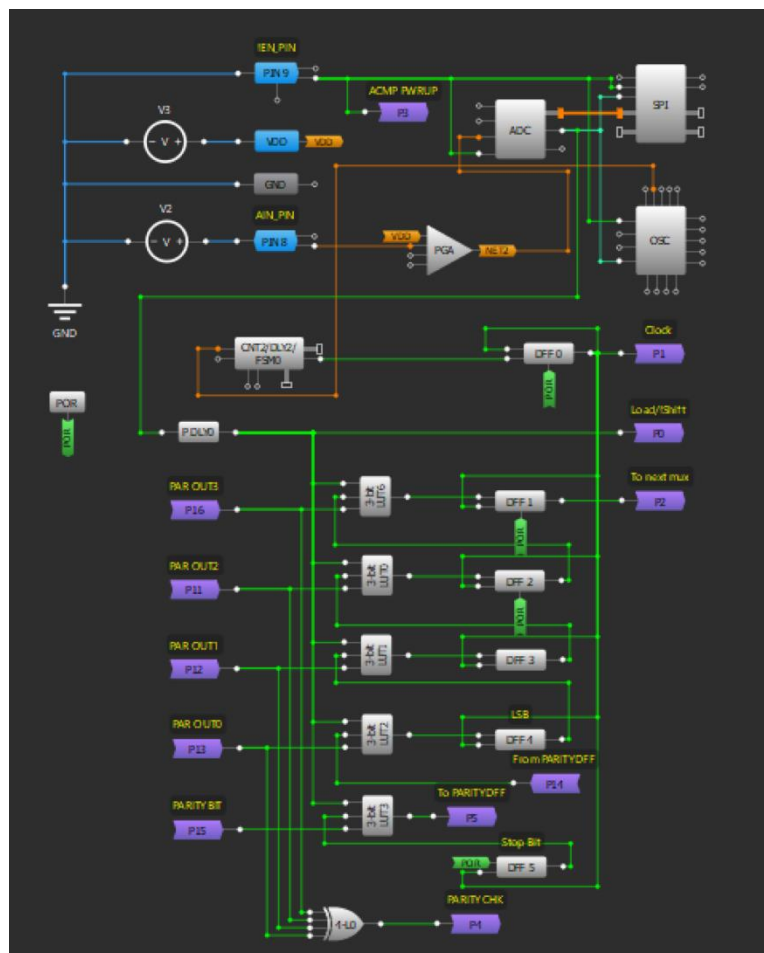 !EN_PIN
PIN 9
ACMP PWRUP
P3
SPI
ADC
V3
- V +
VDD
VDD
GND
V2
- V +
AIN_PIN
PIN 8
VDD
PGA
NET2
OSC
GND
CNT2/DLY2/
FSM0
DFF 0
Clock
P1
POR
POR
POR
P DLY0
Load/!Shift
P0
PAR OUT3
P16
3-bit
LUT6
DFF 1
To next mux
P2
POR
PAR OUT2
P11
3-bit
LUT0
DFF 2
POR
PAR OUT1
P12
3-bit
LUT1
DFF 3
PAR OUT0
P13
3-bit
LUT2
LSB
DFF 4
From PARITYDFF
P14
PARITY BIT
P15
3-bit
LUT3
To PARITYDFF
P5
Stop Bit
POR
DFF 5
PARITY CHK
4-L0
P4